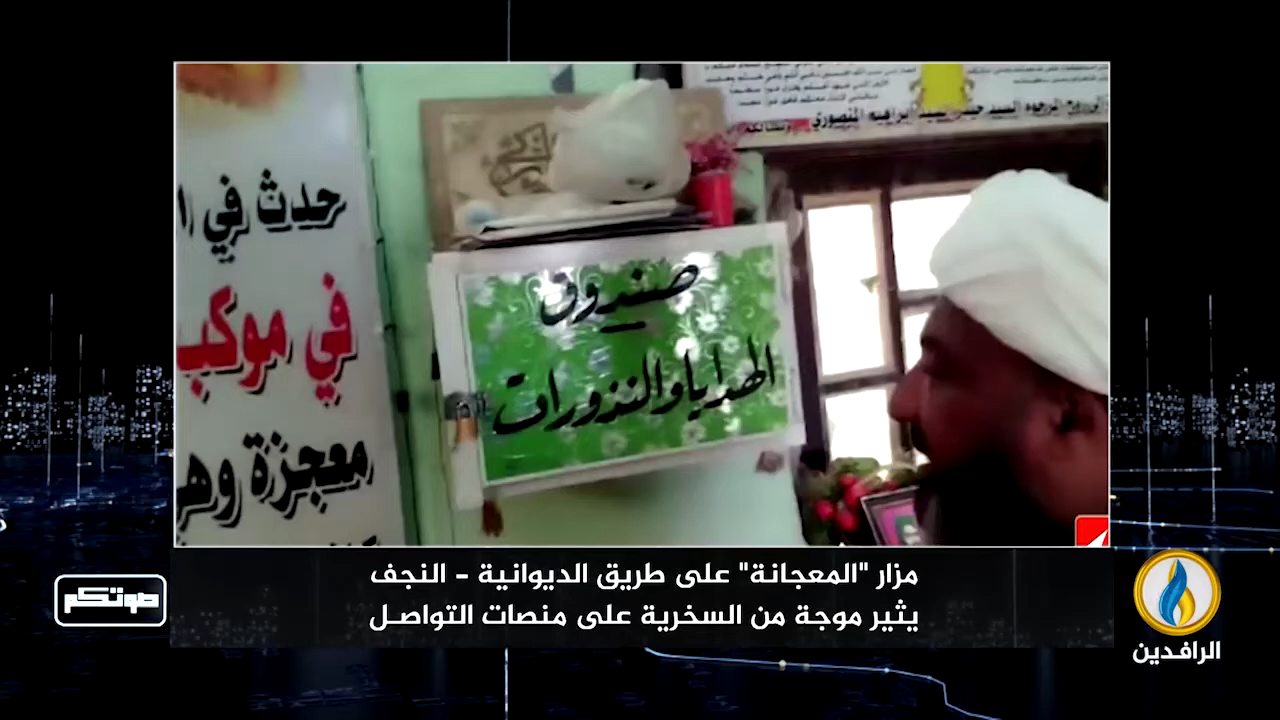 حدث في ا
في موكب
معجزة وهـ
صندوق
الهدايا والنذورات
مزار "المعجانة" على طريق الديوانية - النجف
يثير موجة من السخرية على منصات التواصل
صوتكم
الرافدين